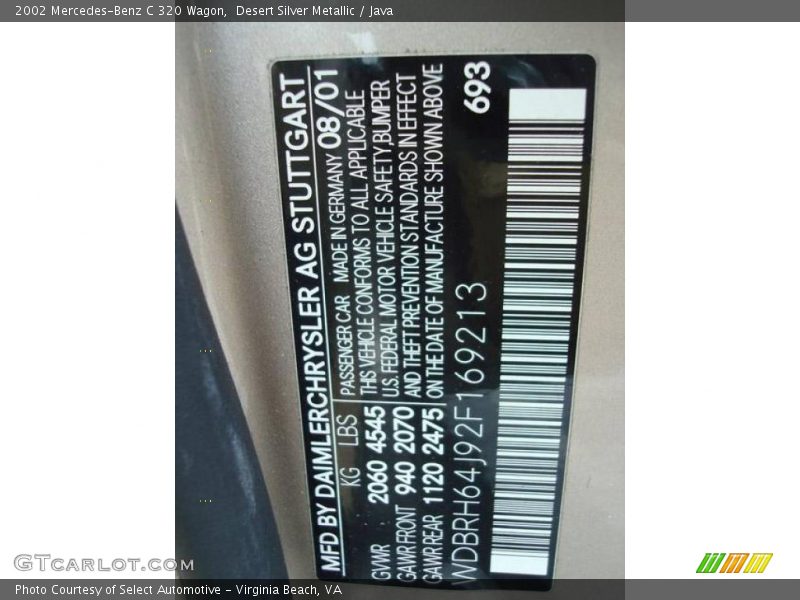 2002 Mercedes-Benz C 320 Wagon,  Desert Silver Metallic / Java
MFD BY DAIMLERCHRYSLER AG STUTTGART
KG LBS PASSENGER CAR MADE IN GERMANY 08/01
THIS VEHICLE CONFORMS TO ALL APPLICABLE
GVWR 2060 4545 U.S. FEDERAL MOTOR VEHICLE SAFETY,BUMPER
GAWR FRONT 940 2070 AND THEFT PREVENTION STANDARDS IN EFFECT
GAWR REAR 1120 2475 ON THE DATE OF MANUFACTURE SHOWN ABOVE
WDBRH64J92F169213 693
GTcarlot.com
Photo Courtesy of Select Automotive - Virginia Beach, VA